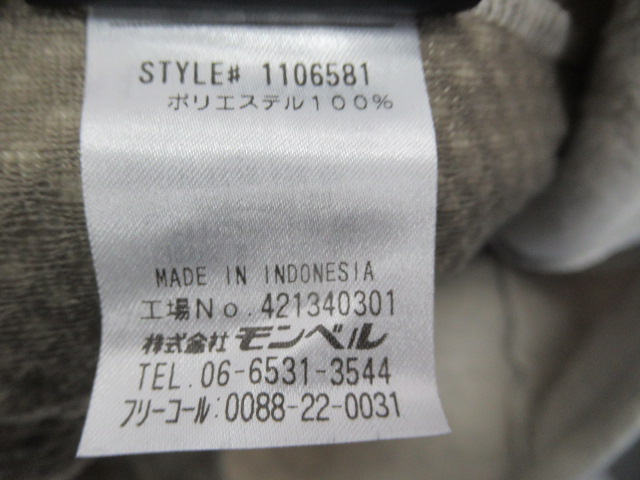 STYLE# 1106581
ポリエステル100%
MADE IN INDONESIA
工場No. 421340301
株式会社 モンベル
TEL. 06-6531-3544
フリーコール:0088-22-0031